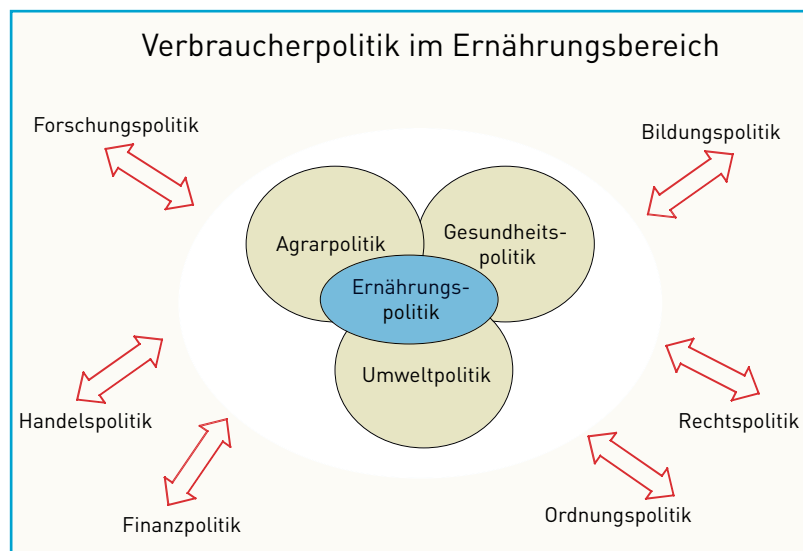 Verbraucherpolitik im Ernährungsbereich
Forschungspolitik
Bildungspolitik
Agrarpolitik
Gesundheits-
politik
Ernährungs-
politik
Umweltpolitik
Handelspolitik
Rechtspolitik
Finanzpolitik
Ordnungspolitik